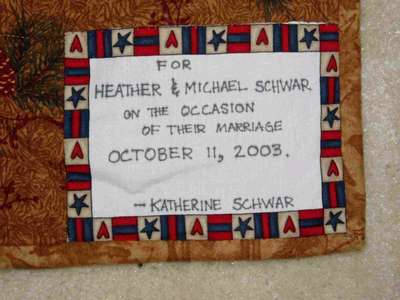 FOR
HEATHER & MICHAEL SCHWAR
ON THE OCCASION
OF THEIR MARRIAGE
OCTOBER 11, 2003.
— KATHERINE SCHWAR